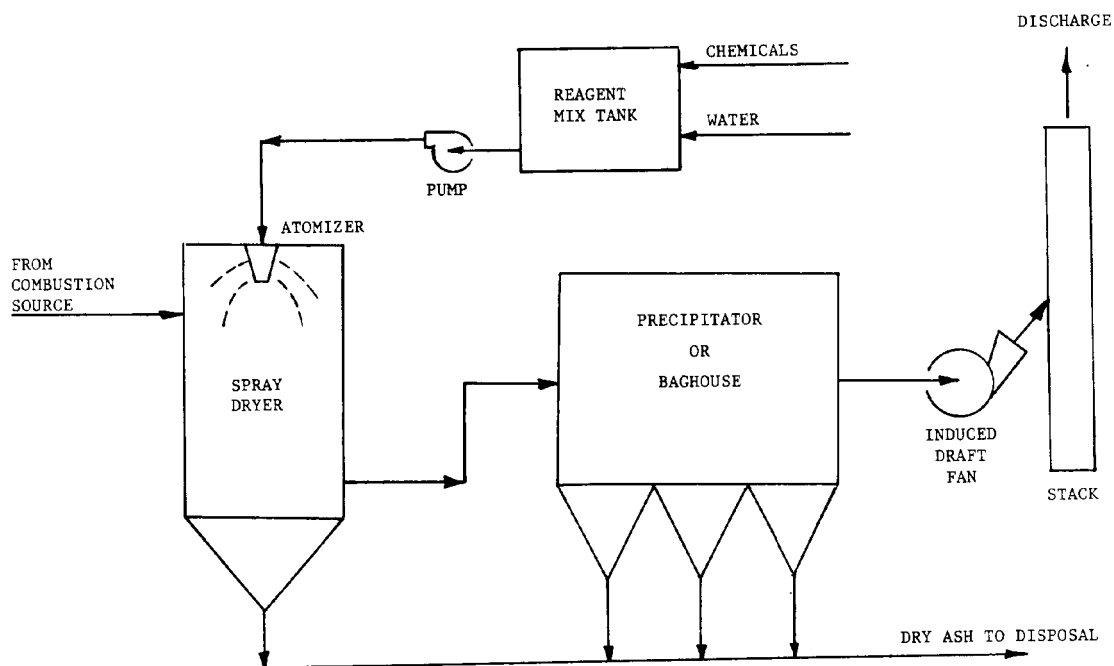 DISCHARGE
CHEMICALS
REAGENT
MIX TANK
WATER
PUMP
ATOMIZER
FROM
COMBUSTION
SOURCE
PRECIPITATOR
OR
BAGHOUSE
SPRAY
DRYER
INDUCED
DRAFT
FAN
STACK
DRY ASH TO DISPOSAL